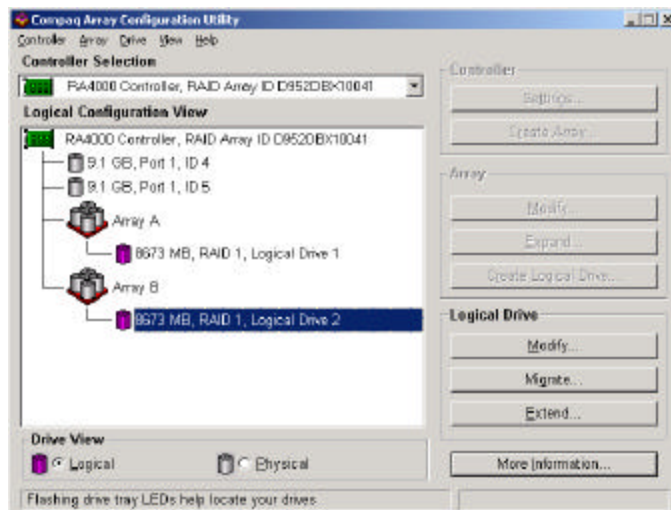 Compaq Array Configuration Utility
Controller Array Drive View Help
Controller Selection
RA4000 Controller, RAID Array ID D952DBX10041
Logical Configuration View
RA4000 Controller, RAID Array ID D952DBX10041
9.1 GB, Port 1, ID 4
9.1 GB, Port 1, ID 5
Array A
8673 MB, RAID 1, Logical Drive 1
Array B
8673 MB, RAID 1, Logical Drive 2
Drive View
Logical
Physical
Flashing drive tray LEDs help locate your drives
Controller
Settings...
Create Array...
Array
Modify...
Expand...
Create Logical Drive...
Logical Drive
Modify...
Migrate...
Extend...
More Information...